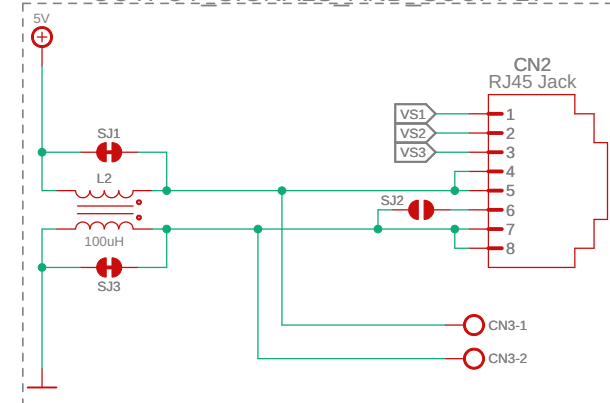 5V
CN2
RJ45 Jack
SJ1
VS1
VS2
VS3
1
2
3
4
5
6
7
8
L2
SJ2
100uH
SJ3
CN3-1
CN3-2